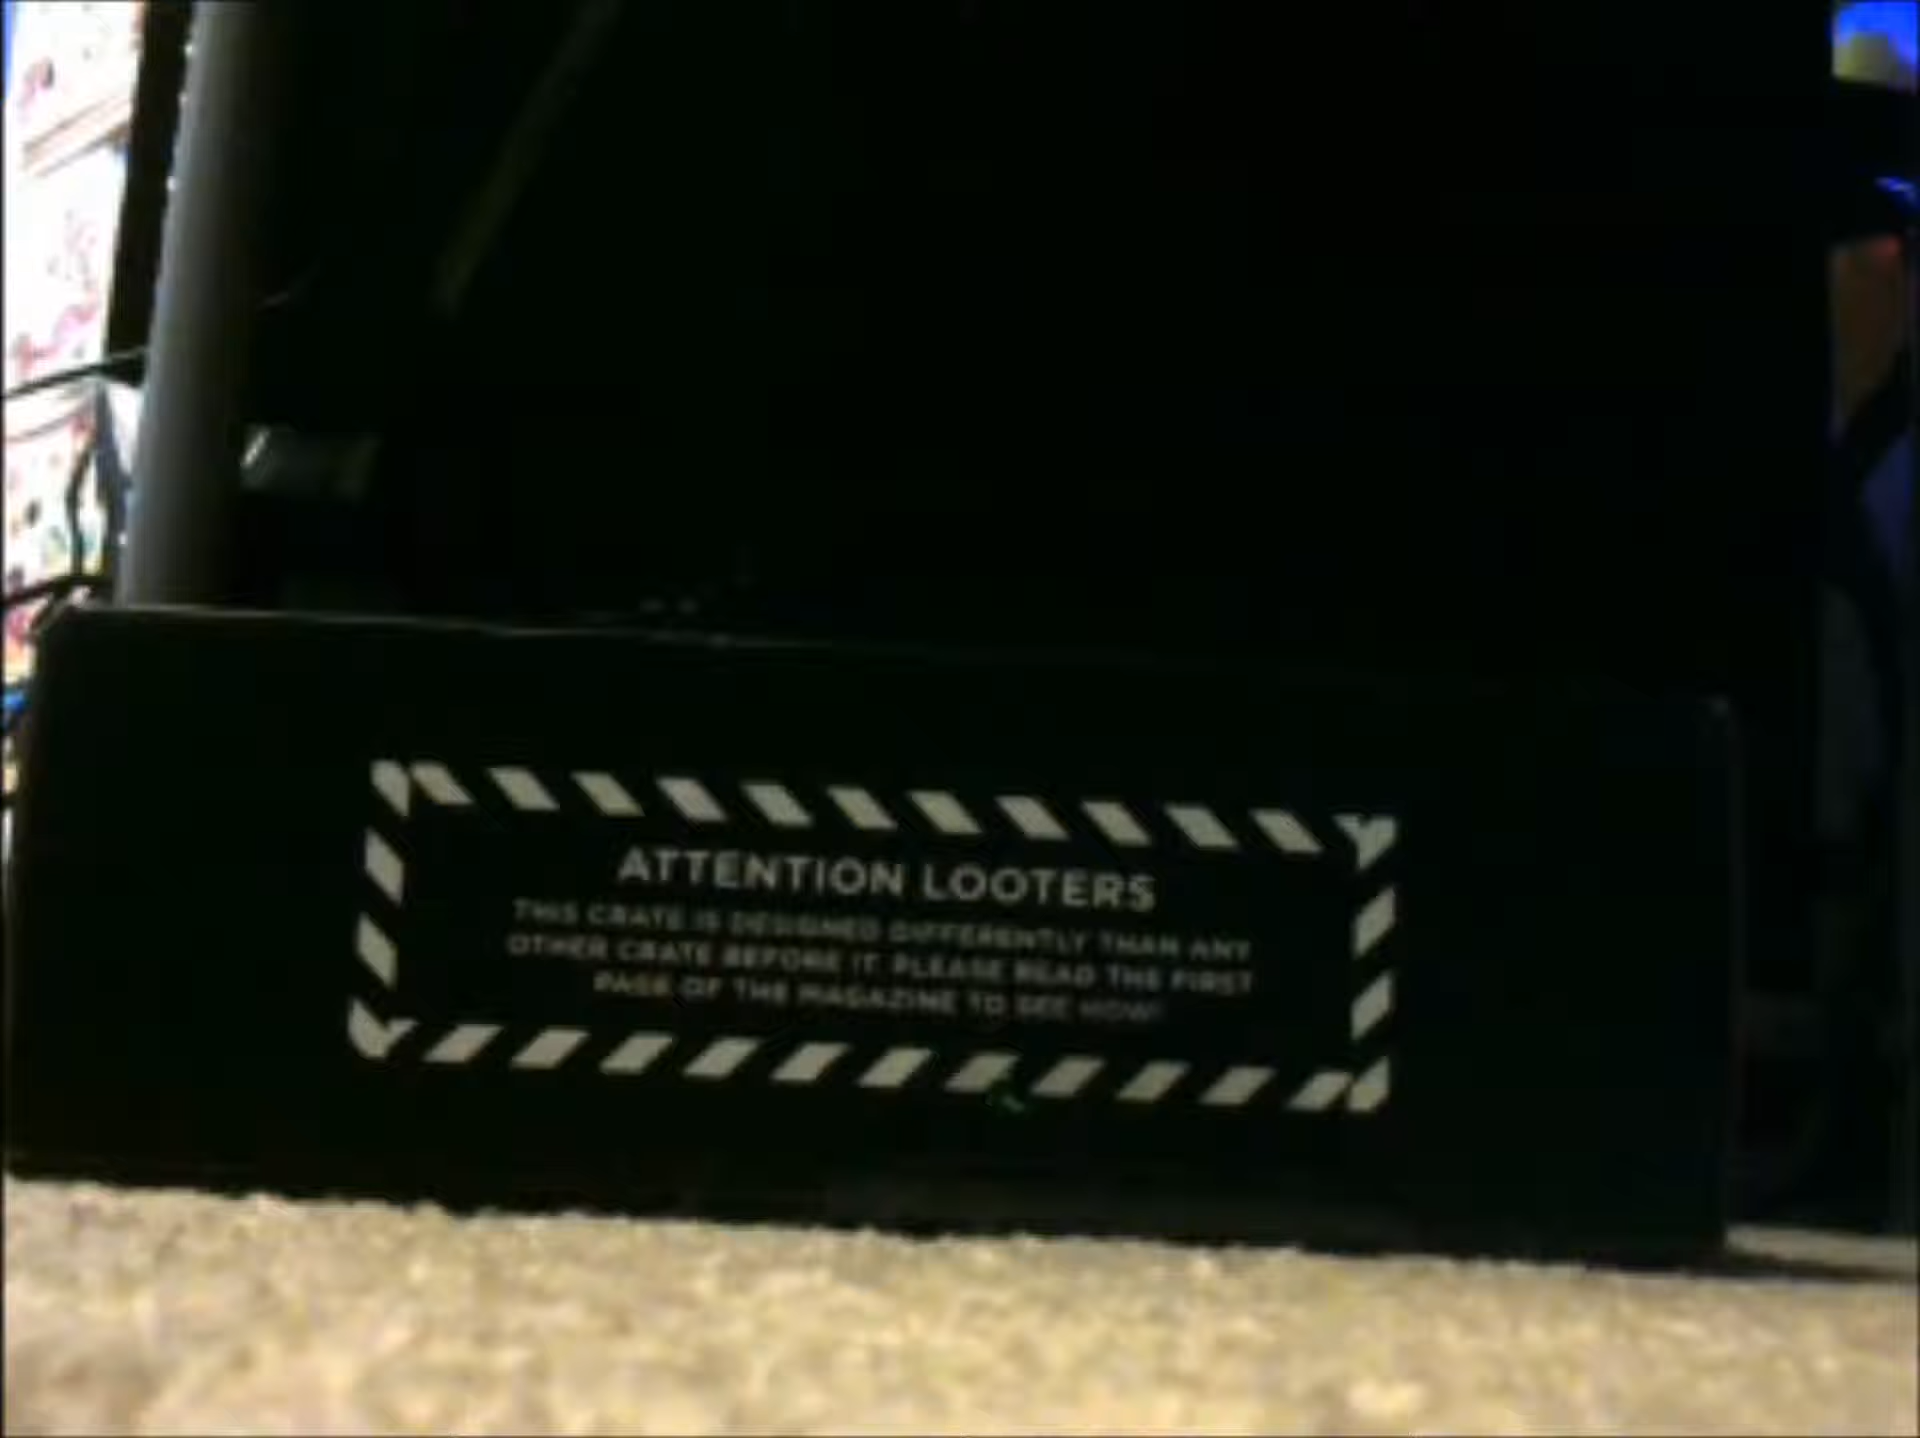 ATTENTION LOOTERS
THIS CRATE IS DESIGNED DIFFERENTLY THAN ANY
OTHER CRATE BEFORE IT. PLEASE READ THE FIRST
PAGE OF THE MAGAZINE TO SEE HOW!